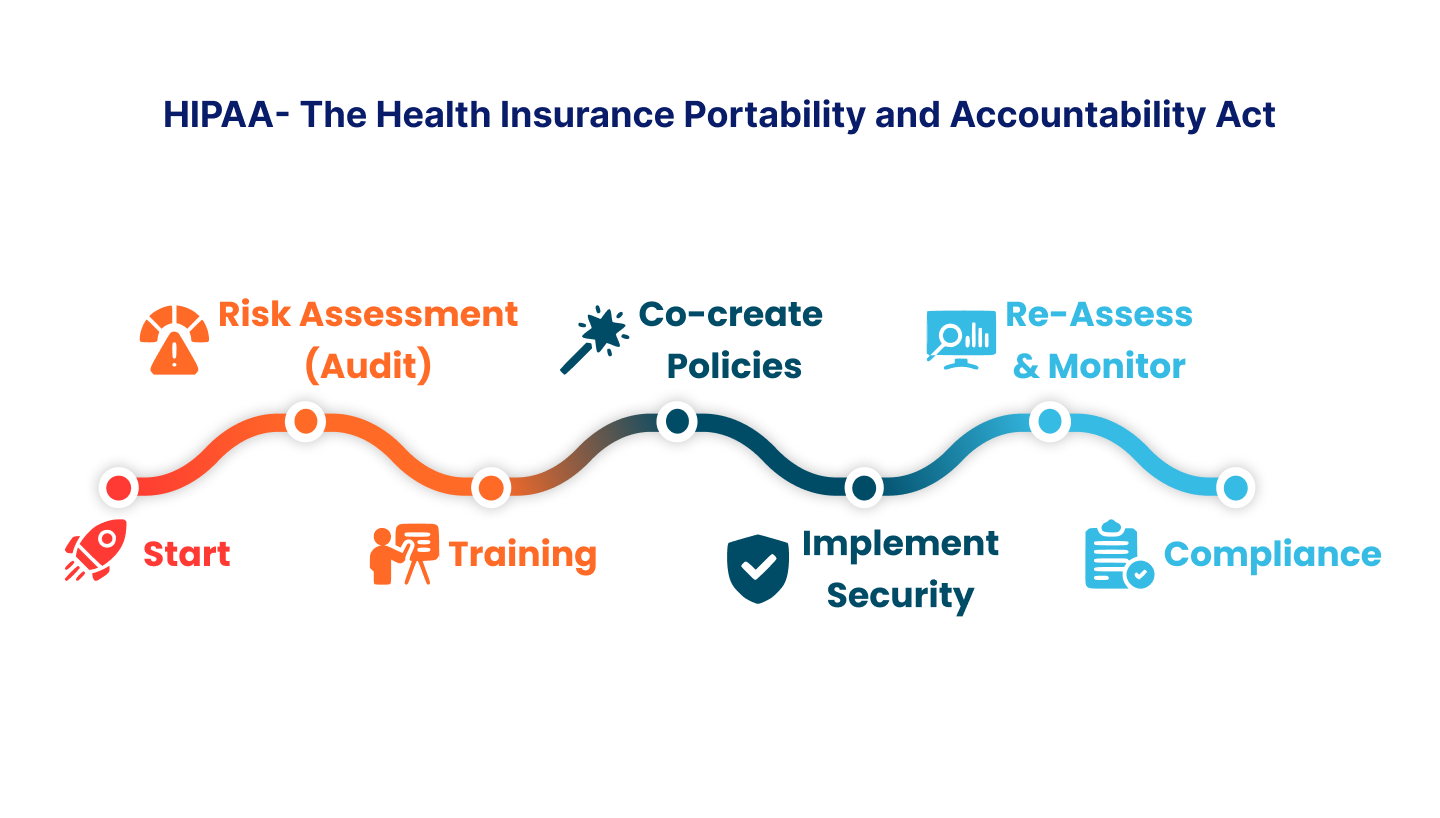 HIPAA- The Health Insurance Portability and Accountability Act
Start
Risk Assessment
(Audit)
Training
Co-create
Policies
Implement
Security
Re-Assess
& Monitor
Compliance